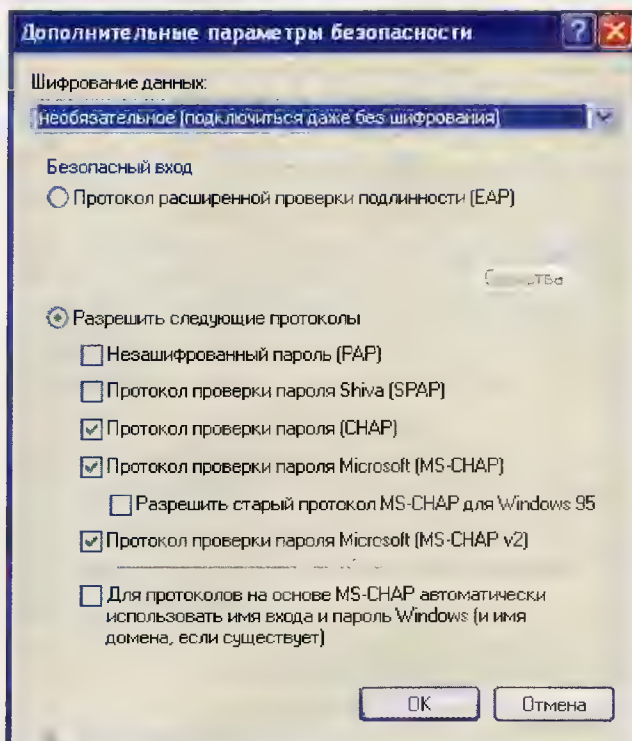 Дополнительные параметры безопасности
Шифрование данных:
необязательное (подключиться даже без шифрования)
Безопасный вход
Протокол расширенной проверки подлинности (EAP)
Разрешить следующие протоколы
Незашифрованный пароль (PAP)
Протокол проверки пароля Shiva (SPAP)
Протокол проверки пароля (CHAP)
Протокол проверки пароля Microsoft (MS-CHAP)
Разрешить старый протокол MS-CHAP для Windows 95
Протокол проверки пароля Microsoft (MS-CHAP v2)
Для протоколов на основе MS-CHAP автоматически
использовать имя входа и пароль Windows (и имя
домена, если существует)
OK Отмена